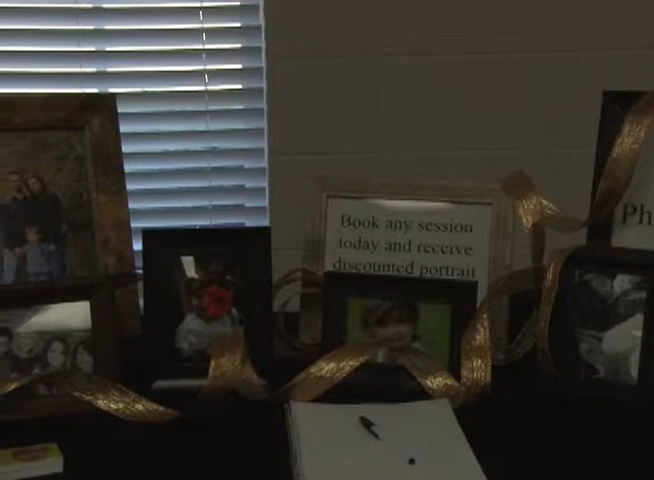 Book any session
today and receive
discounted portrait
Ph